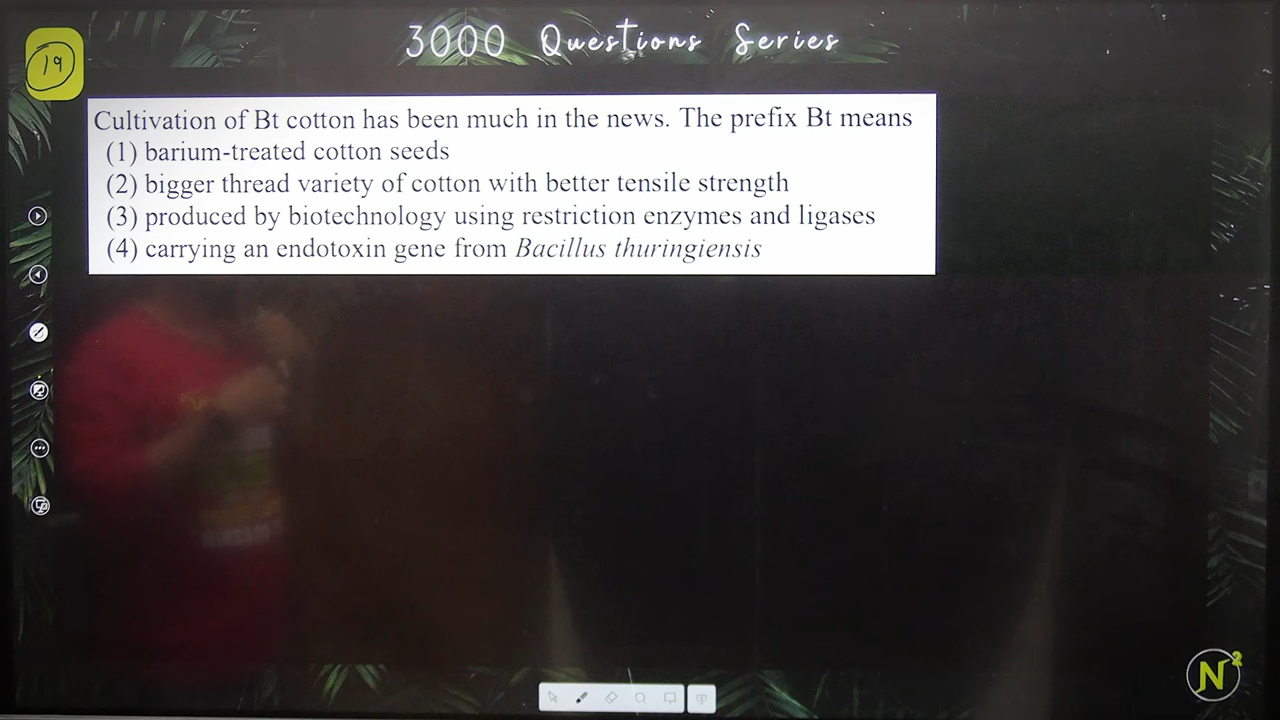 3000 Questions Series
19
Cultivation of Bt cotton has been much in the news. The prefix Bt means
(1) barium-treated cotton seeds
(2) bigger thread variety of cotton with better tensile strength
(3) produced by biotechnology using restriction enzymes and ligases
(4) carrying an endotoxin gene from Bacillus thuringiensis
N²